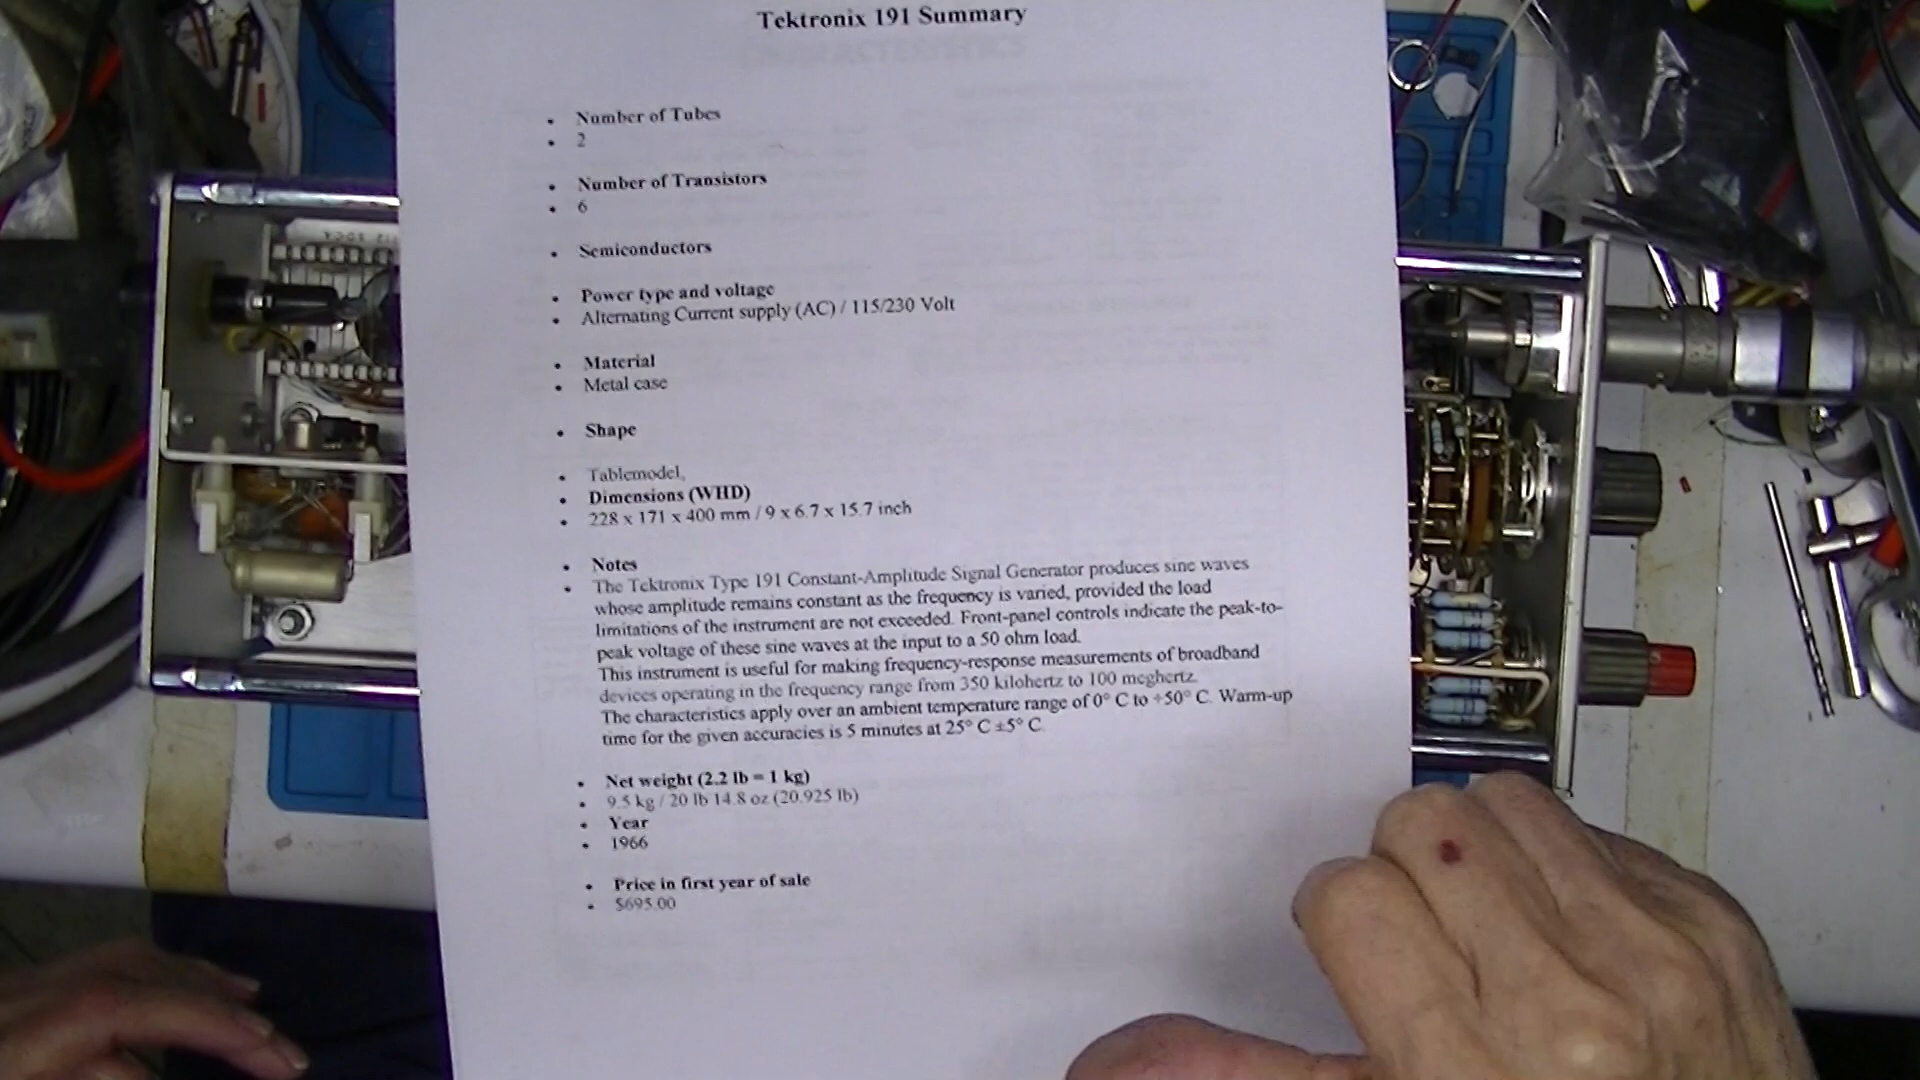 Tektronix 191 Summary
• Number of Tubes
• 2
• Number of Transistors
• 6
• Semiconductors
• Power type and voltage
• Alternating Current supply (AC) / 115/230 Volt
• Material
• Metal case
• Shape
• Tablemodel,
• Dimensions (WHD)
• 228 x 171 x 400 mm / 9 x 6.7 x 15.7 inch
• Notes
• The Tektronix Type 191 Constant-Amplitude Signal Generator produces sine waves
whose amplitude remains constant as the frequency is varied, provided the load
limitations of the instrument are not exceeded. Front-panel controls indicate the peak-to-
peak voltage of these sine waves at the input to a 50 ohm load.
This instrument is useful for making frequency-response measurements of broadband
devices operating in the frequency range from 350 kilohertz to 100 meghertz.
The characteristics apply over an ambient temperature range of 0° C to +50° C. Warm-up
time for the given accuracies is 5 minutes at 25° C ±5° C.
• Net weight (2.2 lb = 1 kg)
• 9.5 kg / 20 lb 14.8 oz (20.925 lb)
• Year
• 1966
• Price in first year of sale
• $695.00